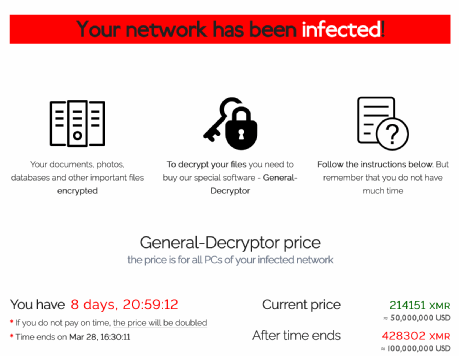 Your network has been infected!
Your documents, photos,
databases and other important files
encrypted
To decrypt your files you need to
buy our special software - General-
Decryptor
Follow the instructions below. But
remember that you do not have
much time
General-Decryptor price
the price is for all PCs of your infected network
You have 8 days, 20:59:12
* If you do not pay on time, the price will be doubled
* Time ends on Mar 28, 16:30:11
Current price 214151 XMR
≈ 50,000,000 USD
After time ends 428302 XMR
≈ 100,000,000 USD